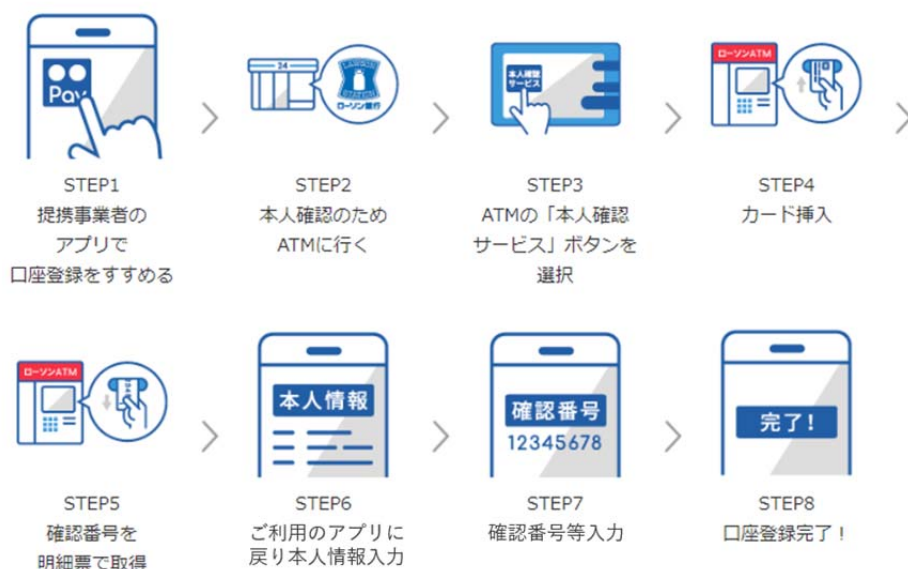 Pay
STEP1
提携事業者の
アプリで
口座登録をすすめる
24
LAWSON
STATION
ローソン銀行
STEP2
本人確認のため
ATMに行く
本人確認
サービス
STEP3
ATMの「本人確認
サービス」ボタンを
選択
ローソンATM
STEP4
カード挿入
ローソンATM
STEP5
確認番号を
明細票で取得
本人情報
STEP6
ご利用のアプリに
戻り本人情報入力
確認番号
12345678
STEP7
確認番号等入力
完了!
STEP8
口座登録完了！